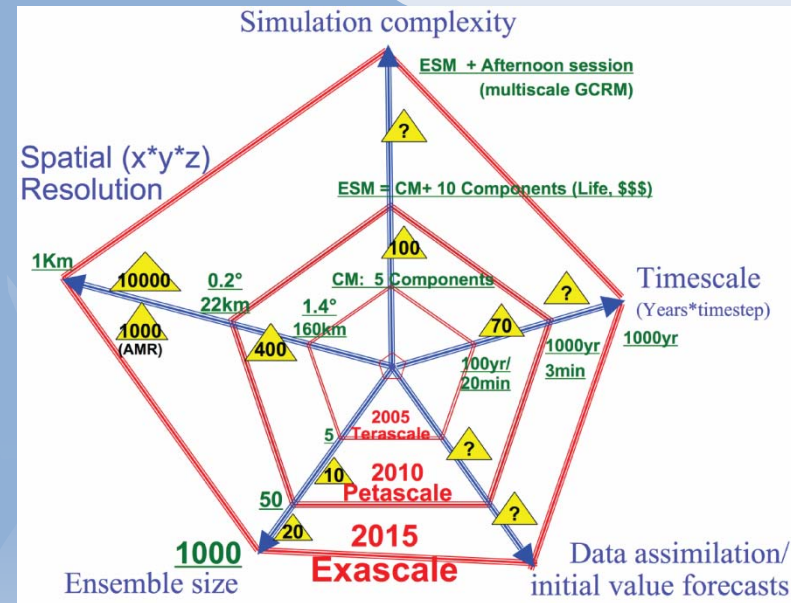 Simulation complexity
ESM + Afternoon session
(multiscale GCRM)
?
Spatial (x*y*z)
Resolution
ESM = CM+ 10 Components (Life, $$$)
1Km
10000
0.2°
22km
100
CM: 5 Components
?
Timescale
(Years*timestep)
1000
(AMR)
400
1.4°
160km
70
100yr/
20min
1000yr
3min
1000yr
5
2005
Terascale
?
10
2010
Petascale
50
20
?
2015
Exascale
1000
Ensemble size
Data assimilation/
initial value forecasts